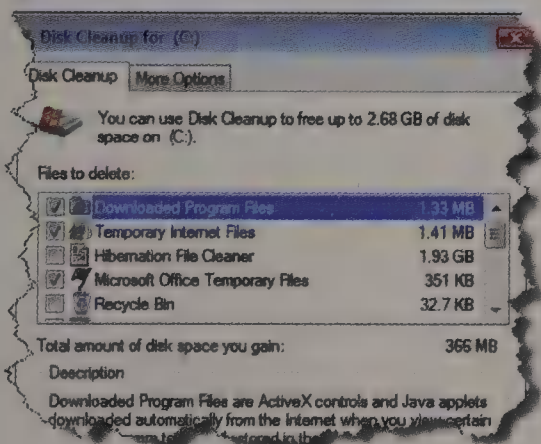 Disk Cleanup for (C:)
Disk Cleanup More Options
You can use Disk Cleanup to free up to 2.68 GB of disk
space on (C:).
Files to delete:
Downloaded Program Files 1.33 MB
Temporary Internet Files 1.41 MB
Hibernation File Cleaner 1.93 GB
Microsoft Office Temporary Files 351 KB
Recycle Bin 32.7 KB
Total amount of disk space you gain: 366 MB
Description
Downloaded Program Files are ActiveX controls and Java applets
downloaded automatically from the Internet when you view certain
stored in the